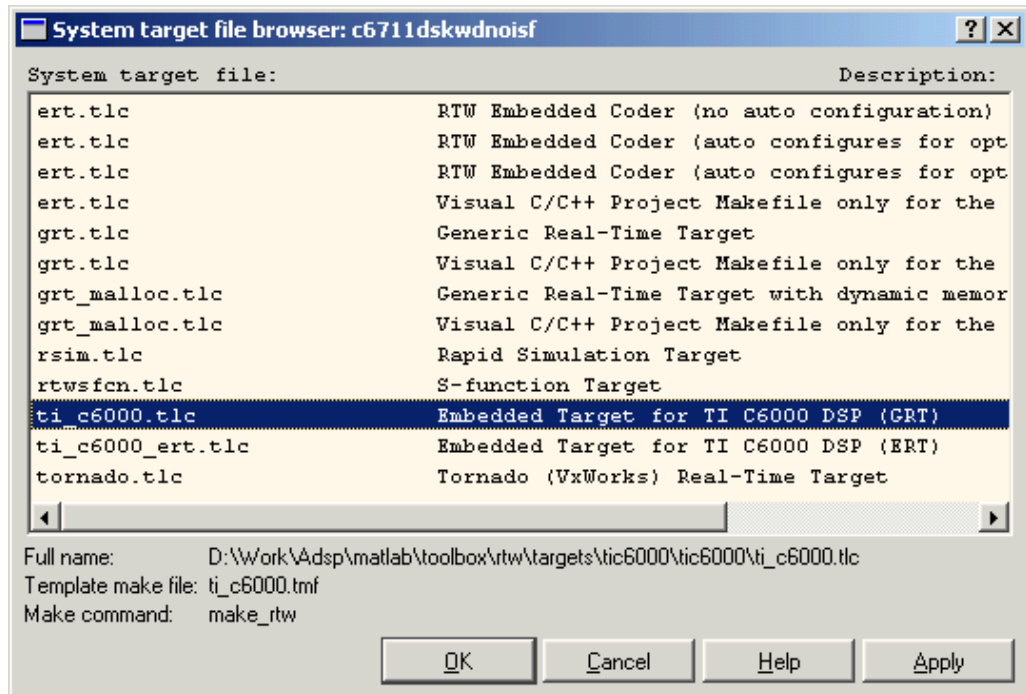 System target file browser: c6711dskwdnoisf
System target file: Description:
ert.tlc RTW Embedded Coder (no auto configuration)
ert.tlc RTW Embedded Coder (auto configures for opt
ert.tlc RTW Embedded Coder (auto configures for opt
ert.tlc Visual C/C++ Project Makefile only for the
grt.tlc Generic Real-Time Target
grt.tlc Visual C/C++ Project Makefile only for the
grt_malloc.tlc Generic Real-Time Target with dynamic memor
grt_malloc.tlc Visual C/C++ Project Makefile only for the
rsim.tlc Rapid Simulation Target
rtwsfcn.tlc S-function Target
ti_c6000.tlc Embedded Target for TI C6000 DSP (GRT)
ti_c6000_ert.tlc Embedded Target for TI C6000 DSP (ERT)
tornado.tlc Tornado (VxWorks) Real-Time Target
Full name: D:\Work\Adsp\matlab\toolbox\rtw\targets\tic6000\tic6000\ti_c6000.tlc
Template make file: ti_c6000.tmf
Make command: make_rtw
OK Cancel Help Apply